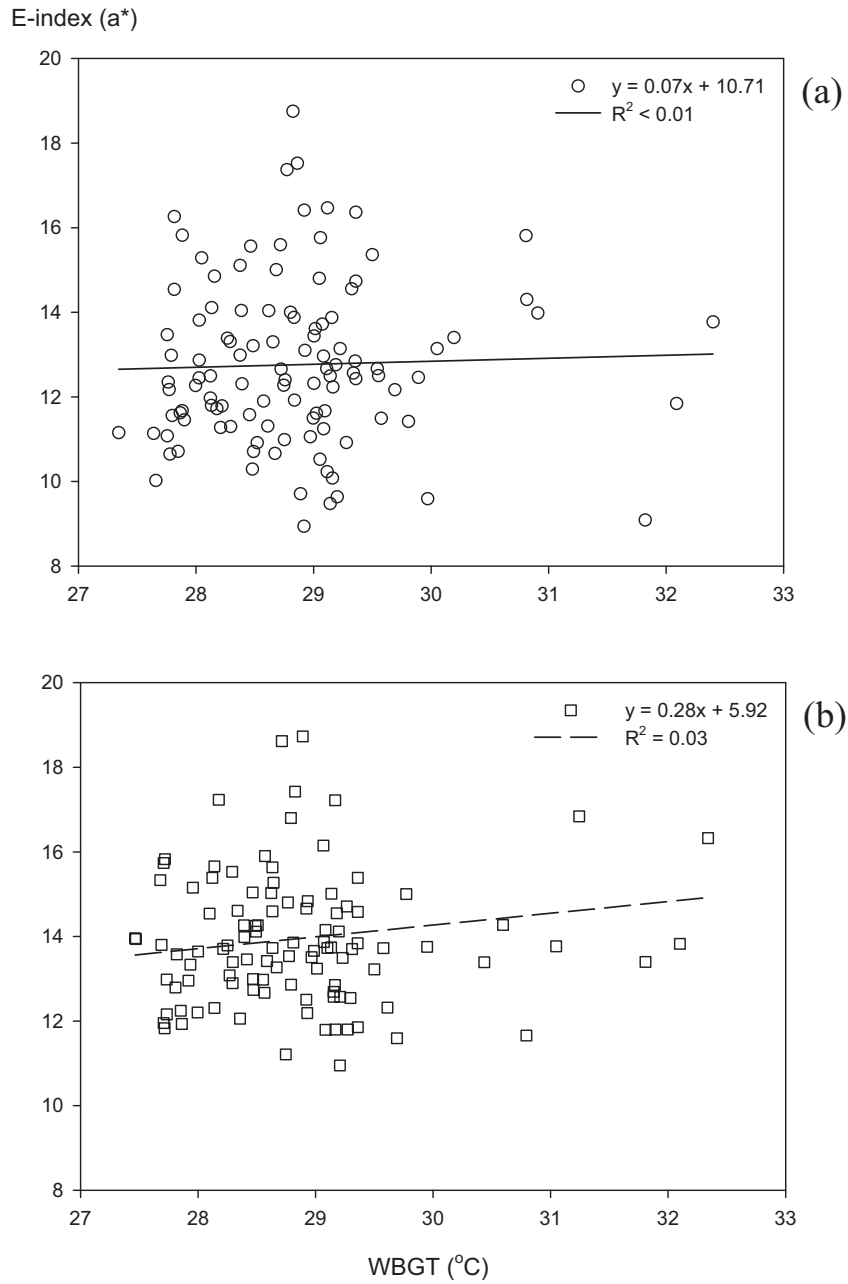 E-index (a*)
20
18
16
14
12
10
8
27 28 29 30 31 32 33
y = 0.07x + 10.71
R² < 0.01
(a)
20
18
16
14
12
10
8
27 28 29 30 31 32 33
y = 0.28x + 5.92
R² = 0.03
(b)
WBGT (°C)